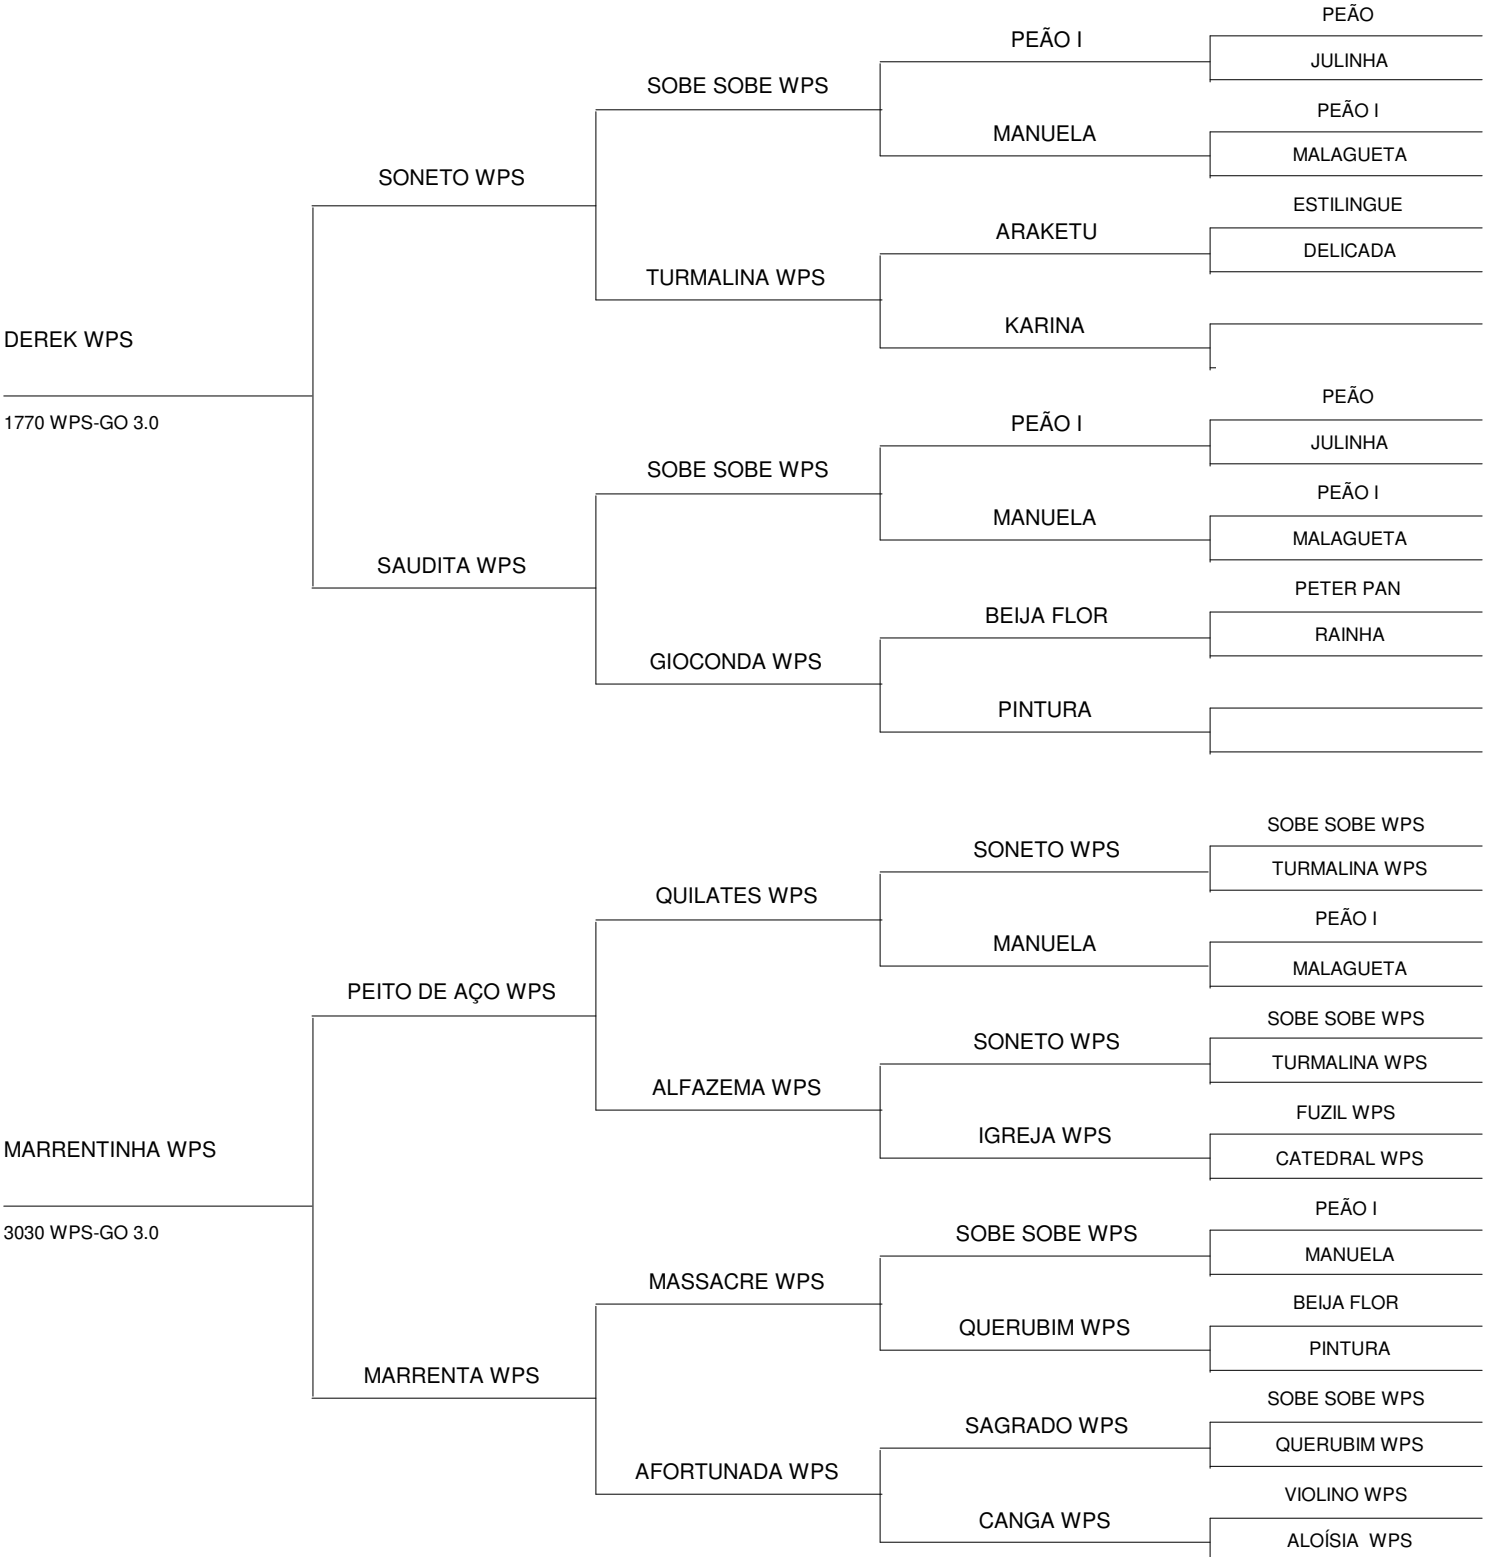 PEÃO
PEÃO I
JULINHA
SOBE SOBE WPS
PEÃO I
MANUELA
MALAGUETA
SONETO WPS
ESTILINGUE
ARAKETU
DELICADA
TURMALINA WPS
KARINA
DEREK WPS
1770 WPS-GO 3.0
PEÃO
PEÃO I
JULINHA
SOBE SOBE WPS
PEÃO I
MANUELA
MALAGUETA
SAUDITA WPS
PETER PAN
BEIJA FLOR
RAINHA
GIOCONDA WPS
PINTURA
SOBE SOBE WPS
SONETO WPS
TURMALINA WPS
QUILATES WPS
PEÃO I
MANUELA
MALAGUETA
PEITO DE AÇO WPS
SOBE SOBE WPS
SONETO WPS
TURMALINA WPS
ALFAZEMA WPS
FUZIL WPS
IGREJA WPS
CATEDRAL WPS
MARRENTINHA WPS
3030 WPS-GO 3.0
PEÃO I
SOBE SOBE WPS
MANUELA
MASSACRE WPS
BEIJA FLOR
QUERUBIM WPS
PINTURA
MARRENTA WPS
SOBE SOBE WPS
SAGRADO WPS
QUERUBIM WPS
AFORTUNADA WPS
VIOLINO WPS
CANGA WPS
ALOÍSIA WPS